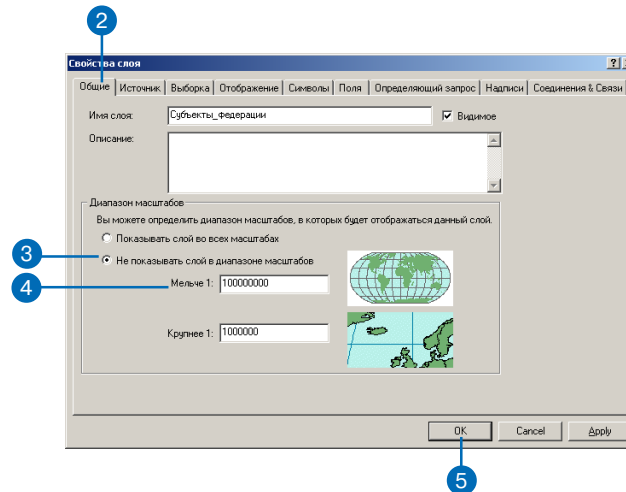 2
Свойства слоя
Общие Источник Выборка Отображение Символы Поля Определяющий запрос Надписи Соединения & Связи
Имя слоя: Субъекты_федерации Видимое
Описание:
Диапазон масштабов
Вы можете определить диапазон масштабов, в которых будет отображаться данный слой.
Показывать слой во всех масштабах
3 Не показывать слой в диапазоне масштабов
4 Мельче 1: 100000000
Крупнее 1: 1000000
OK Cancel Apply
5